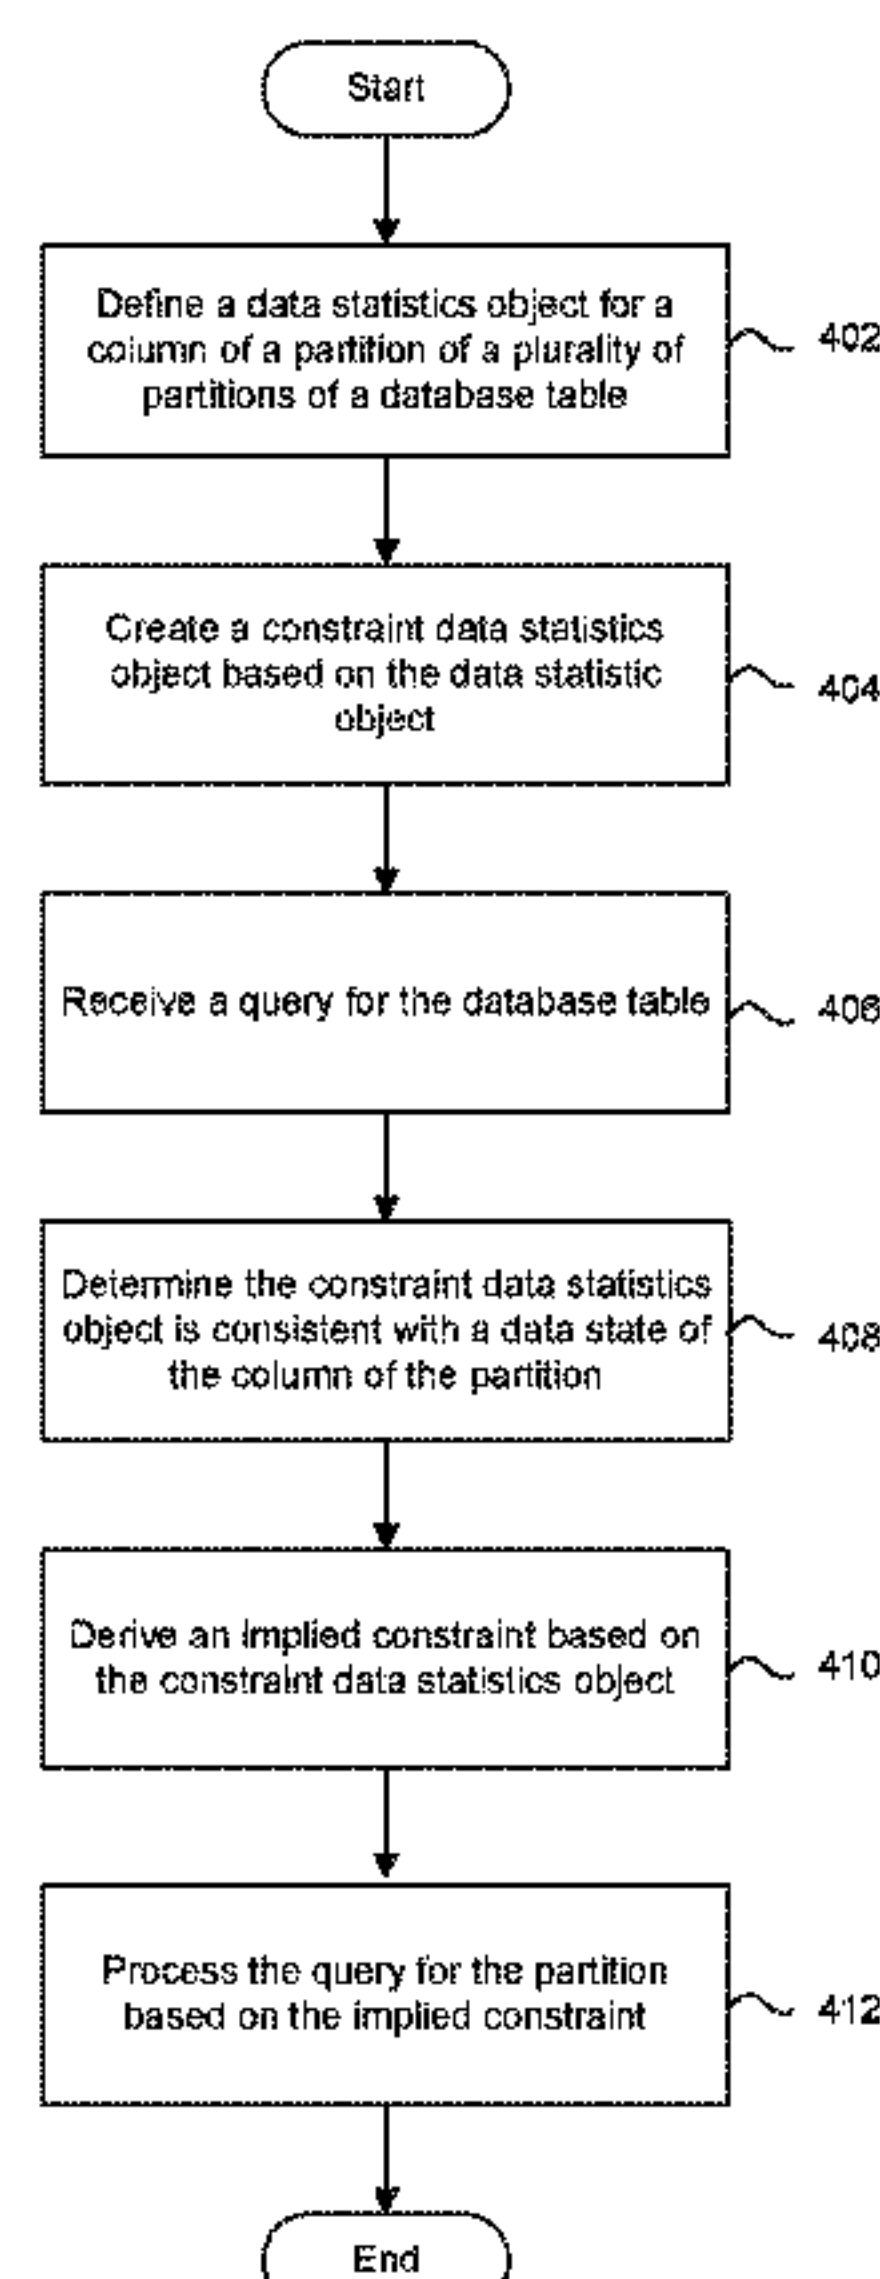 Start
Define a data statistics object for a
column of a partition of a plurality of
partitions of a database table
402
Create a constraint data statistics
object based on the data statistic
object
404
Receive a query for the database table
406
Determine the constraint data statistics
object is consistent with a data state of
the column of the partition
408
Derive an implied constraint based on
the constraint data statistics object
410
Process the query for the partition
based on the implied constraint
412
End